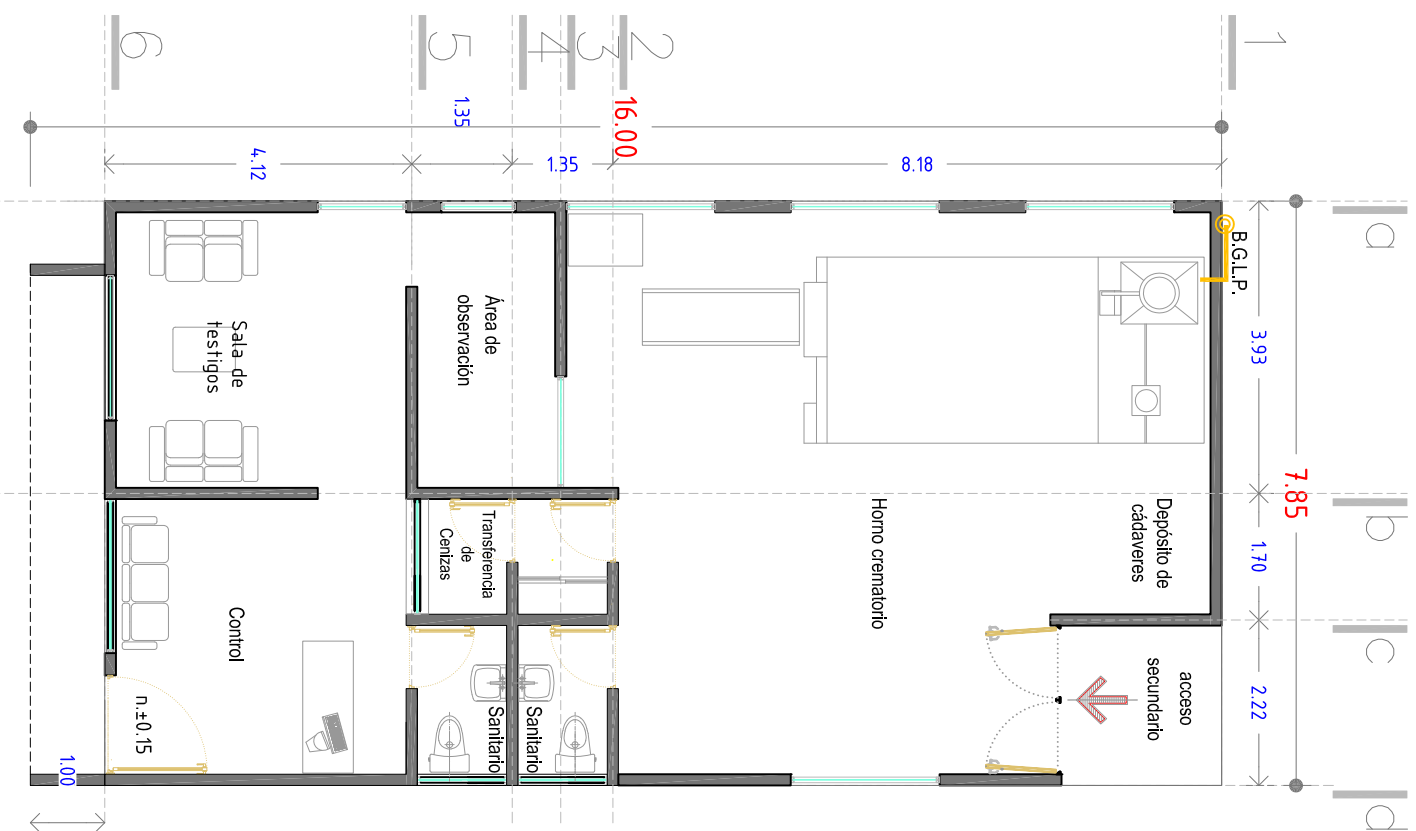 6
5
4
3
2
1
16.00
1.35
4.12
1.35
8.18
B.G.L.P.
a
3.93
7.85
b
1.70
c
2.22
d
Sala de
testigos
Área de
observación
Horno crematorio
Depósito de
cádaveres
Transferencia
de
Cenizas
Control
Sanitario
Sanitario
acceso
secundario
n.±0.15
1.00